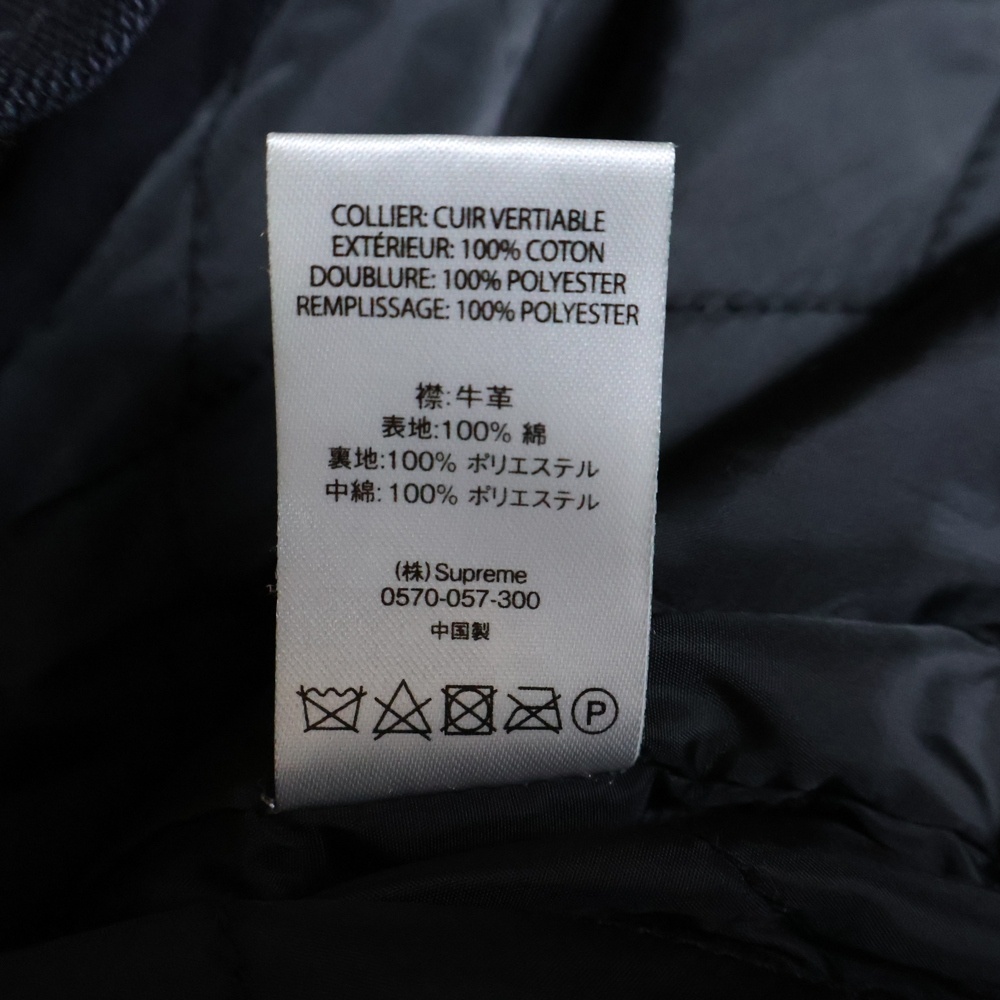 COLLIER: CUIR VERTIABLE
EXTÉRIEUR: 100% COTON
DOUBLURE: 100% POLYESTER
REMPLISSAGE: 100% POLYESTER
襟:牛革
表地:100% 綿
裏地:100% ポリエステル
中綿: 100% ポリエステル
(株)Supreme
0570-057-300
中国製
P